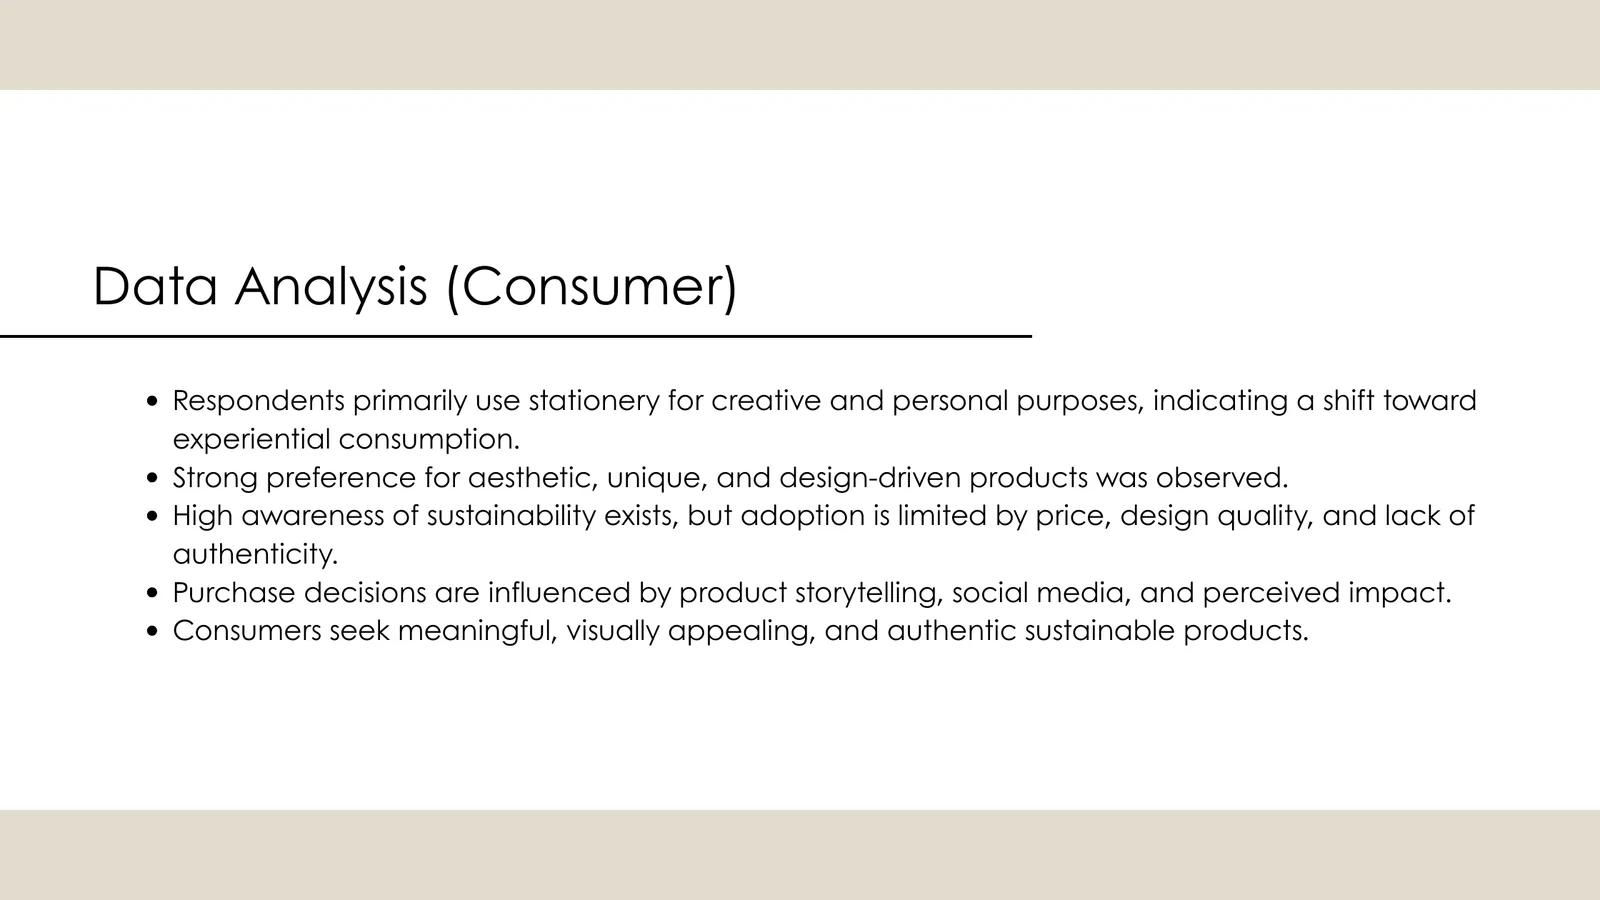 Data Analysis (Consumer)
• Respondents primarily use stationery for creative and personal purposes, indicating a shift toward
experiential consumption.
• Strong preference for aesthetic, unique, and design-driven products was observed.
• High awareness of sustainability exists, but adoption is limited by price, design quality, and lack of
authenticity.
• Purchase decisions are influenced by product storytelling, social media, and perceived impact.
• Consumers seek meaningful, visually appealing, and authentic sustainable products.